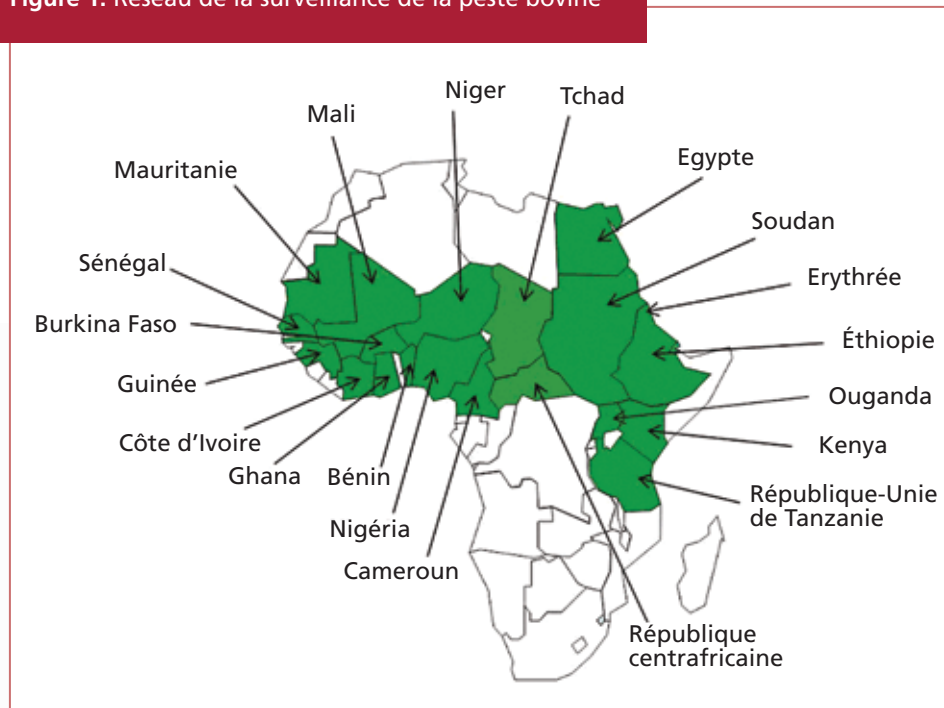 Figure 1. Réseau de la surveillance de la peste bovine
Niger
Tchad
Mali
Egypte
Mauritanie
Soudan
Sénégal
Erythrée
Burkina Faso
Éthiopie
Guinée
Ouganda
Côte d'Ivoire
Kenya
Ghana
Bénin
République-Unie
de Tanzanie
Nigéria
Cameroun
République
centrafricaine